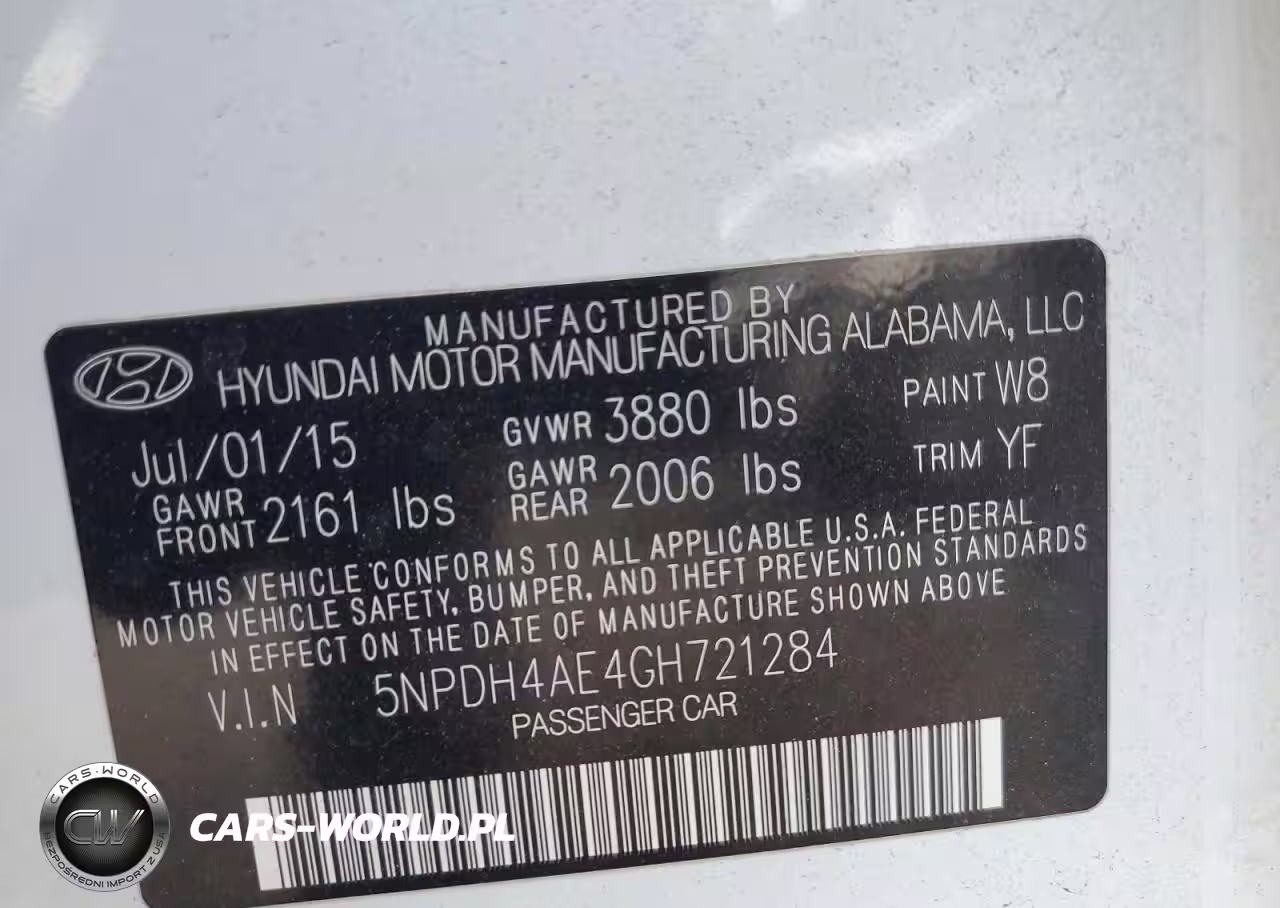 MANUFACTURED BY
HYUNDAI MOTOR MANUFACTURING ALABAMA, LLC
Jul/01/15 GVWR 3880 lbs PAINT W8
GAWR FRONT 2161 lbs GAWR REAR 2006 lbs TRIM YF
THIS VEHICLE CONFORMS TO ALL APPLICABLE U.S.A. FEDERAL
MOTOR VEHICLE SAFETY, BUMPER, AND THEFT PREVENTION STANDARDS
IN EFFECT ON THE DATE OF MANUFACTURE SHOWN ABOVE
V.I.N 5NPDH4AE4GH721284
PASSENGER CAR
CARS-WORLD
CW
BEZPOŚREDNI IMPORT Z USA
CARS-WORLD.PL